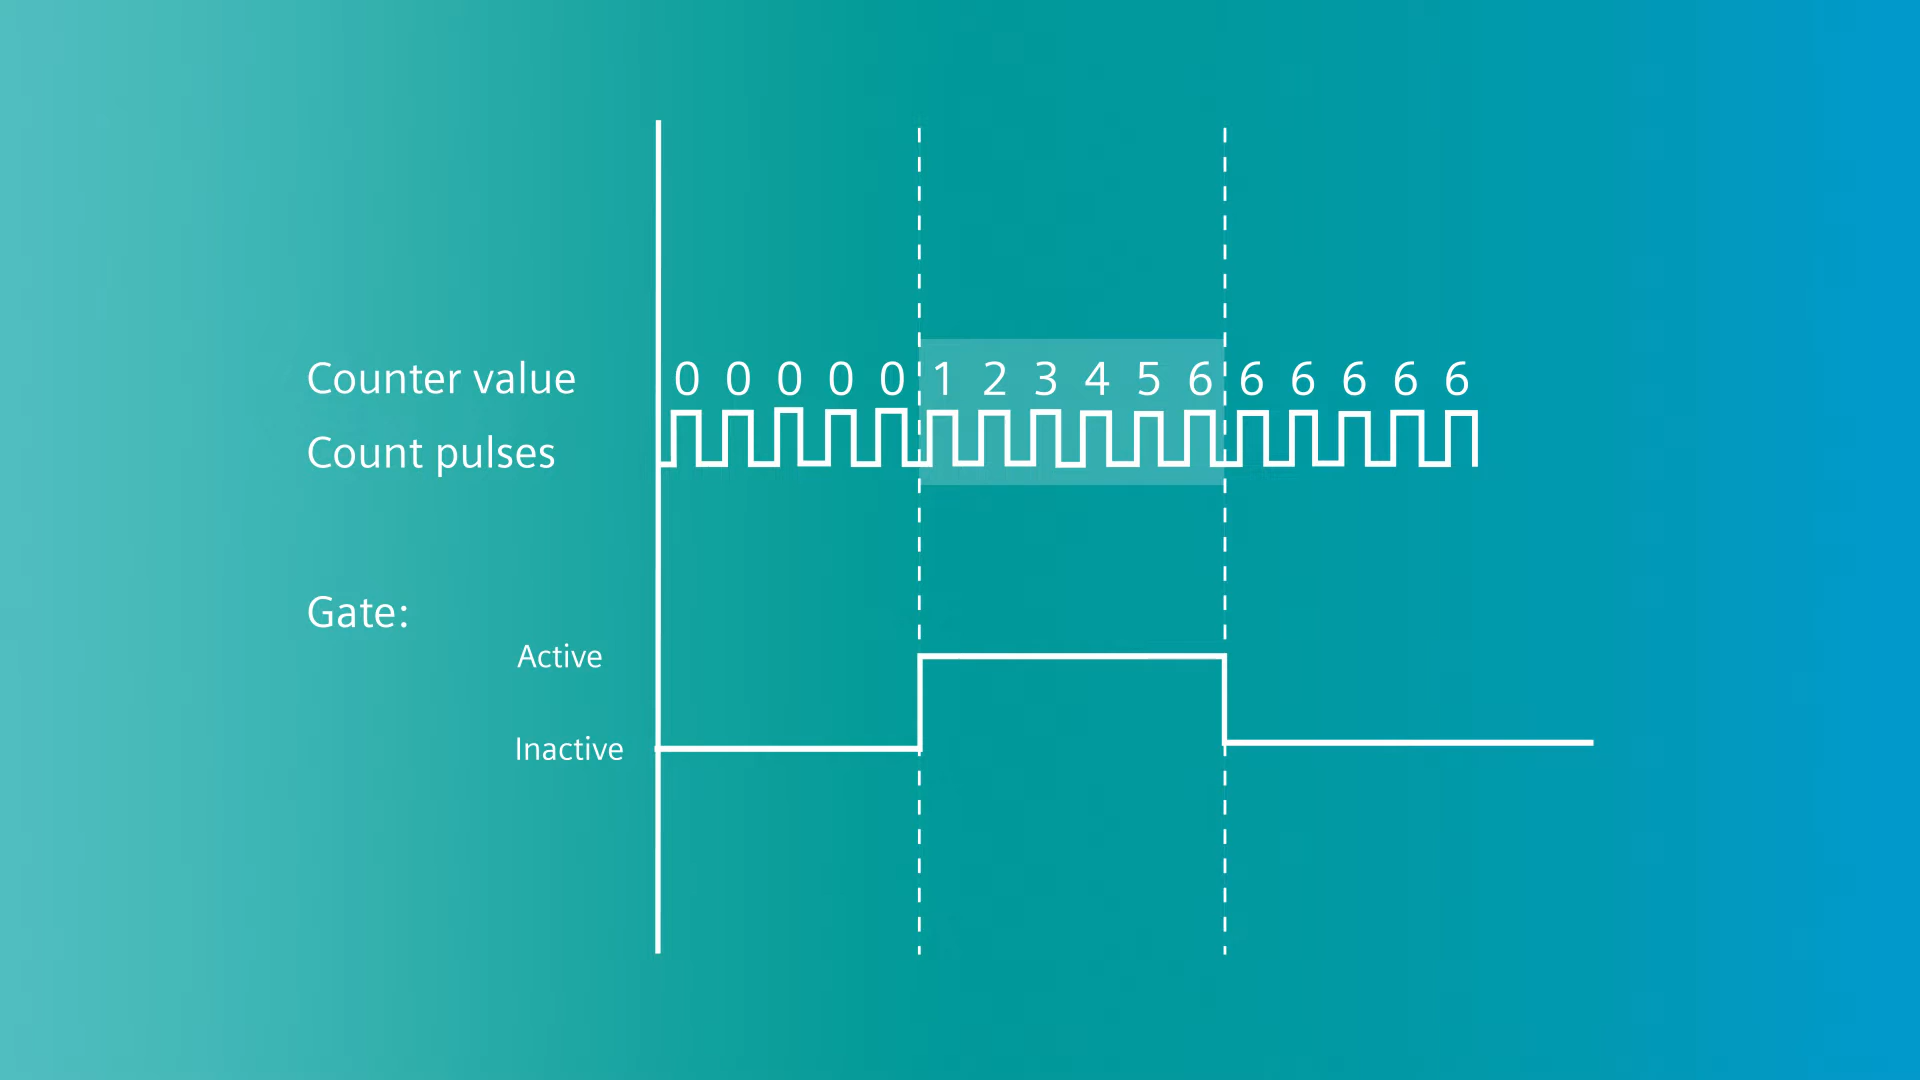 Counter value 0 0 0 0 0 1 2 3 4 5 6 6 6 6 6 6
Count pulses
Gate:
Active
Inactive